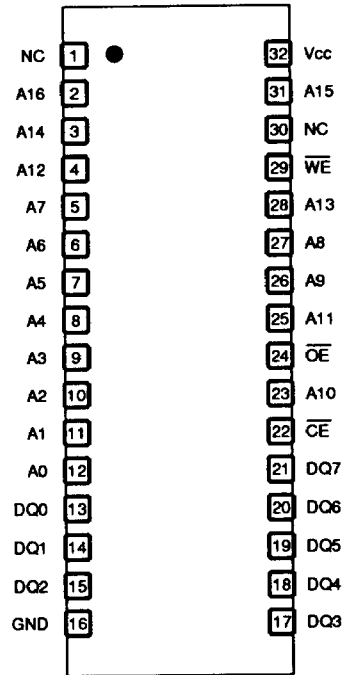 NC 1 32 Vcc
A16 2 31 A15
A14 3 30 NC
A12 4 29 W̅E̅
A7 5 28 A13
A6 6 27 A8
A5 7 26 A9
A4 8 25 A11
A3 9 24 O̅E̅
A2 10 23 A10
A1 11 22 C̅E̅
A0 12 21 DQ7
DQ0 13 20 DQ6
DQ1 14 19 DQ5
DQ2 15 18 DQ4
GND 16 17 DQ3